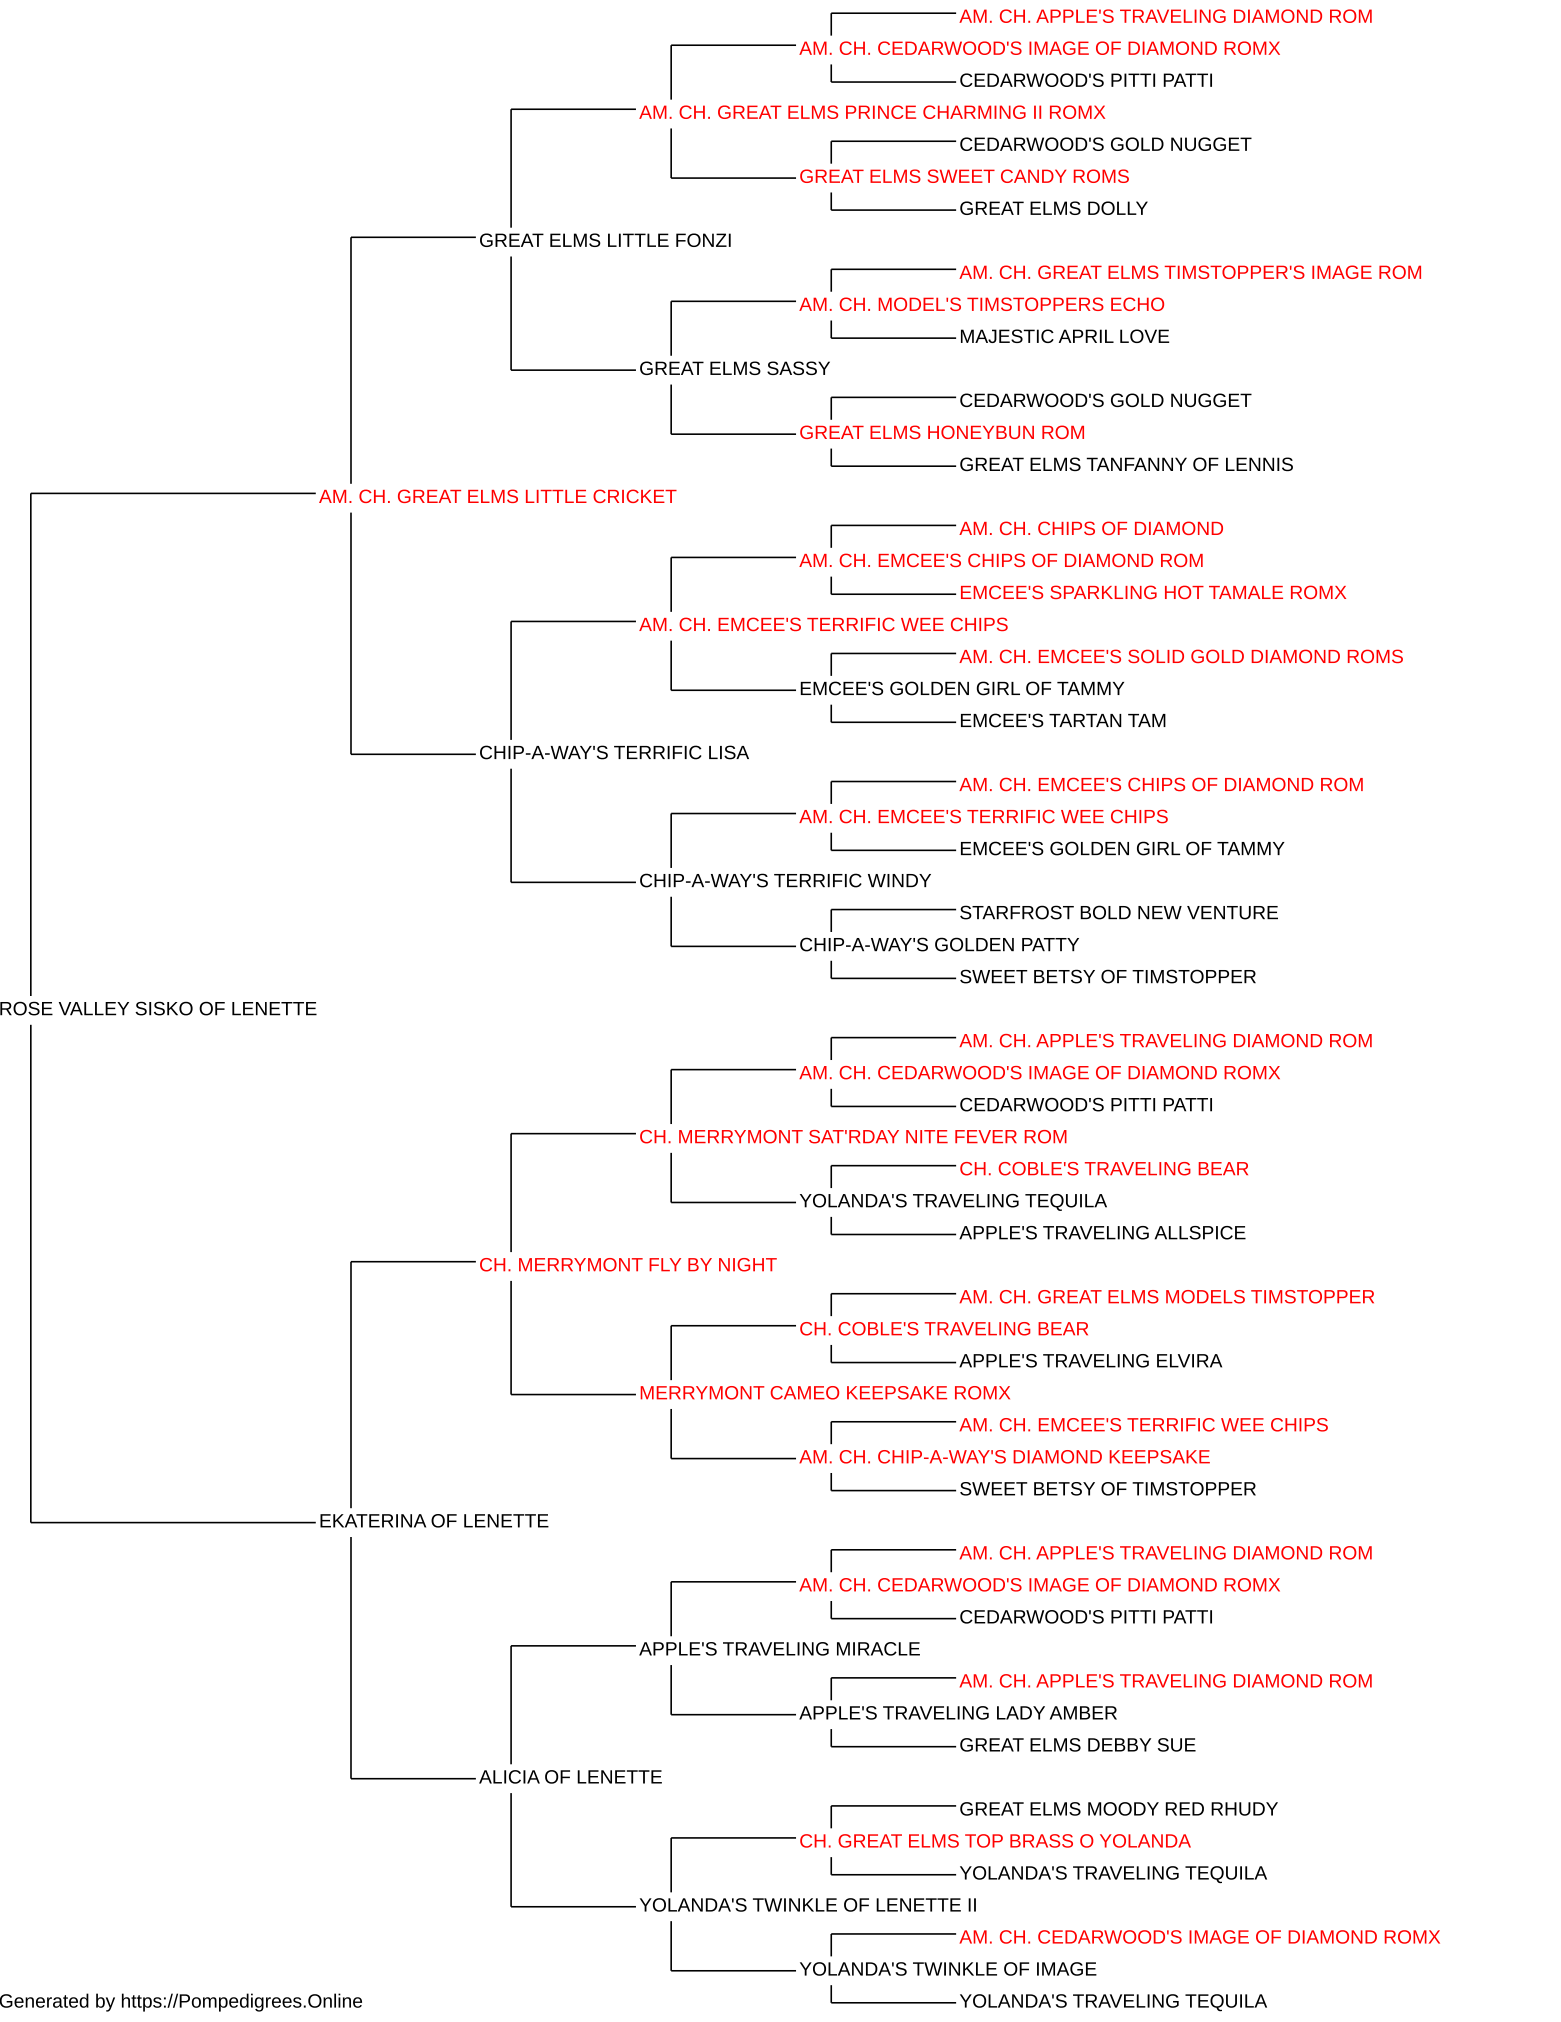 AM. CH. APPLE'S TRAVELING DIAMOND ROM
AM. CH. CEDARWOOD'S IMAGE OF DIAMOND ROMX
CEDARWOOD'S PITTI PATTI
AM. CH. GREAT ELMS PRINCE CHARMING II ROMX
CEDARWOOD'S GOLD NUGGET
GREAT ELMS SWEET CANDY ROMS
GREAT ELMS DOLLY
GREAT ELMS LITTLE FONZI
AM. CH. GREAT ELMS TIMSTOPPER'S IMAGE ROM
AM. CH. MODEL'S TIMSTOPPERS ECHO
MAJESTIC APRIL LOVE
GREAT ELMS SASSY
CEDARWOOD'S GOLD NUGGET
GREAT ELMS HONEYBUN ROM
GREAT ELMS TANFANNY OF LENNIS
AM. CH. GREAT ELMS LITTLE CRICKET
AM. CH. CHIPS OF DIAMOND
AM. CH. EMCEE'S CHIPS OF DIAMOND ROM
EMCEE'S SPARKLING HOT TAMALE ROMX
AM. CH. EMCEE'S TERRIFIC WEE CHIPS
AM. CH. EMCEE'S SOLID GOLD DIAMOND ROMS
EMCEE'S GOLDEN GIRL OF TAMMY
EMCEE'S TARTAN TAM
CHIP-A-WAY'S TERRIFIC LISA
AM. CH. EMCEE'S CHIPS OF DIAMOND ROM
AM. CH. EMCEE'S TERRIFIC WEE CHIPS
EMCEE'S GOLDEN GIRL OF TAMMY
CHIP-A-WAY'S TERRIFIC WINDY
STARFROST BOLD NEW VENTURE
CHIP-A-WAY'S GOLDEN PATTY
SWEET BETSY OF TIMSTOPPER
ROSE VALLEY SISKO OF LENETTE
AM. CH. APPLE'S TRAVELING DIAMOND ROM
AM. CH. CEDARWOOD'S IMAGE OF DIAMOND ROMX
CEDARWOOD'S PITTI PATTI
CH. MERRYMONT SAT'RDAY NITE FEVER ROM
CH. COBLE'S TRAVELING BEAR
YOLANDA'S TRAVELING TEQUILA
APPLE'S TRAVELING ALLSPICE
CH. MERRYMONT FLY BY NIGHT
AM. CH. GREAT ELMS MODELS TIMSTOPPER
CH. COBLE'S TRAVELING BEAR
APPLE'S TRAVELING ELVIRA
MERRYMONT CAMEO KEEPSAKE ROMX
AM. CH. EMCEE'S TERRIFIC WEE CHIPS
AM. CH. CHIP-A-WAY'S DIAMOND KEEPSAKE
SWEET BETSY OF TIMSTOPPER
EKATERINA OF LENETTE
AM. CH. APPLE'S TRAVELING DIAMOND ROM
AM. CH. CEDARWOOD'S IMAGE OF DIAMOND ROMX
CEDARWOOD'S PITTI PATTI
APPLE'S TRAVELING MIRACLE
AM. CH. APPLE'S TRAVELING DIAMOND ROM
APPLE'S TRAVELING LADY AMBER
GREAT ELMS DEBBY SUE
ALICIA OF LENETTE
GREAT ELMS MOODY RED RHUDY
CH. GREAT ELMS TOP BRASS O YOLANDA
YOLANDA'S TRAVELING TEQUILA
YOLANDA'S TWINKLE OF LENETTE II
AM. CH. CEDARWOOD'S IMAGE OF DIAMOND ROMX
YOLANDA'S TWINKLE OF IMAGE
YOLANDA'S TRAVELING TEQUILA
Generated by https://Pompedigrees.Online